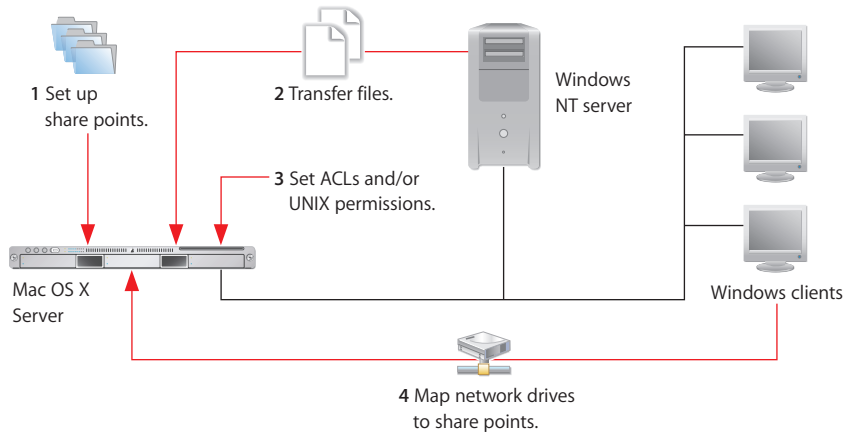 1 Set up
share points.
2 Transfer files.
Windows
NT server
3 Set ACLs and/or
UNIX permissions.
Mac OS X
Server
Windows clients
4 Map network drives
to share points.